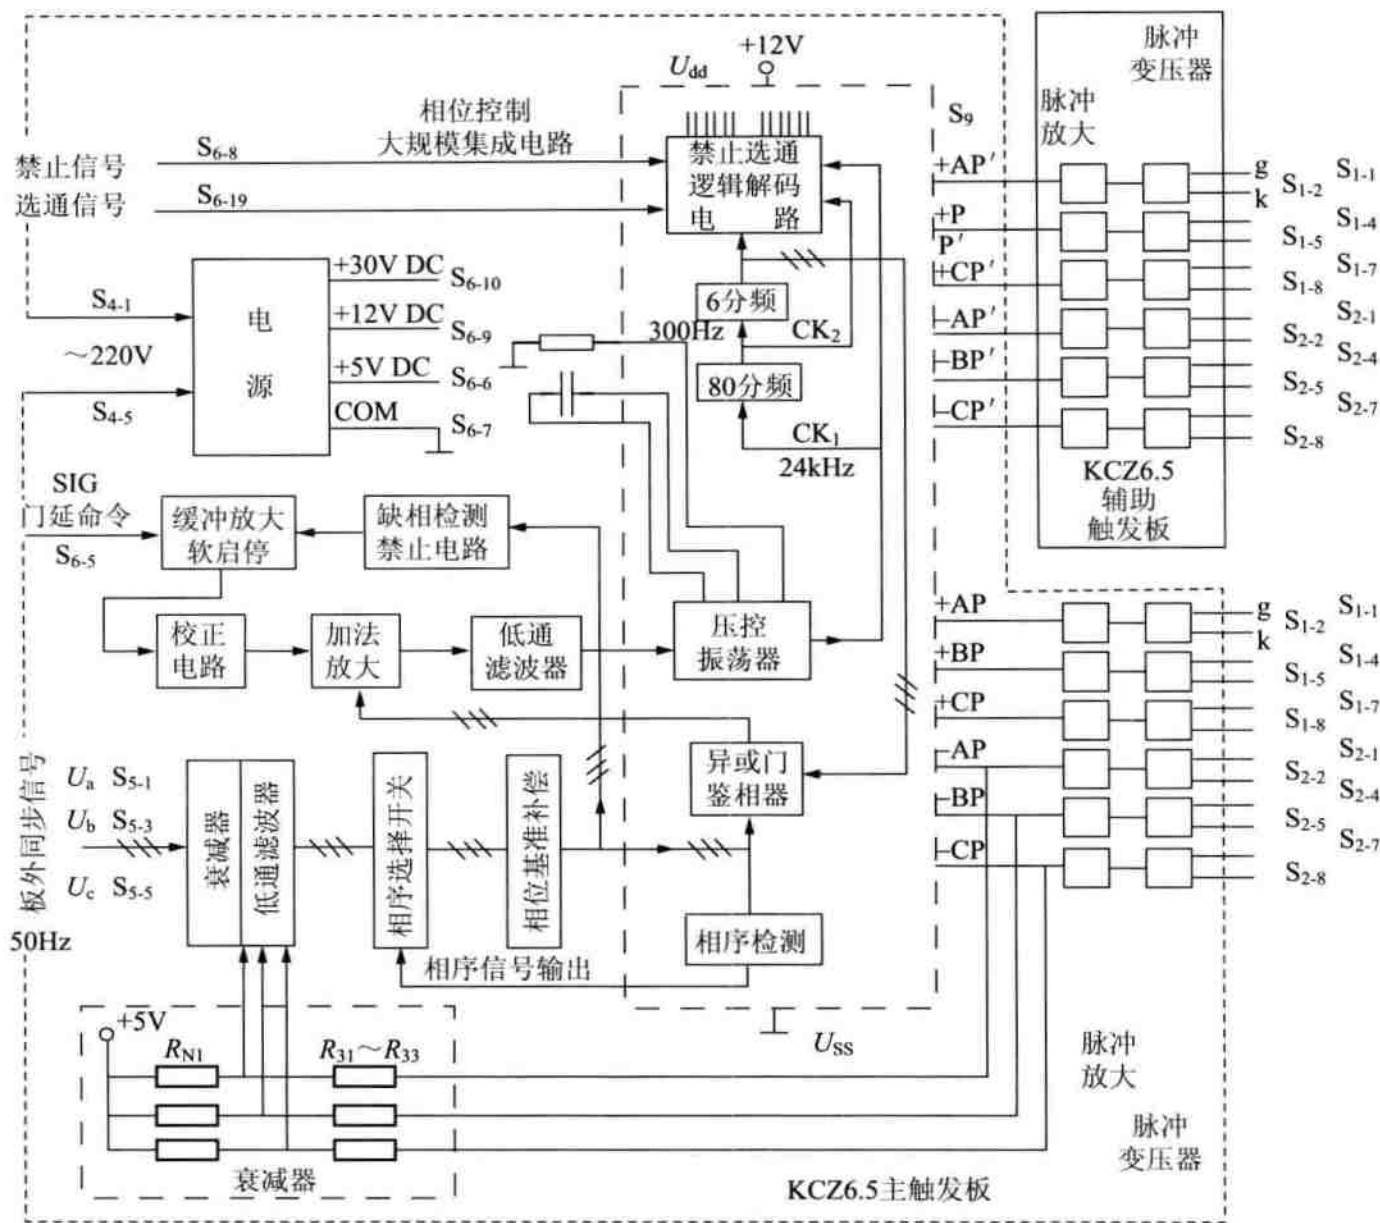 +12V
U_dd
脉冲
变压器
脉冲
放大
S₉
相位控制
大规模集成电路
禁止信号
S₆₋₈
选通信号
S₆₋₁₉
禁止选通
逻辑解码
电 路
+AP′
+P
P′
+CP′
−AP′
−BP′
−CP′
g
k
S₁₋₁
S₁₋₂
S₁₋₄
S₁₋₅
S₁₋₇
S₁₋₈
S₂₋₁
S₂₋₂
S₂₋₄
S₂₋₅
S₂₋₇
S₂₋₈
KCZ6.5
辅助
触发板
S₄₋₁
～220V
S₄₋₅
电
源
+30V DC
S₆₋₁₀
+12V DC
S₆₋₉
+5V DC
S₆₋₆
COM
S₆₋₇
6分频
300Hz
CK₂
80分频
CK₁
24kHz
SIG
门延命令
S₆₋₅
缓冲放大
软启停
缺相检测
禁止电路
校正
电路
加法
放大
低通
滤波器
压控
振荡器
+AP
+BP
+CP
−AP
−BP
−CP
g
k
S₁₋₁
S₁₋₂
S₁₋₄
S₁₋₅
S₁₋₇
S₁₋₈
S₂₋₁
S₂₋₂
S₂₋₄
S₂₋₅
S₂₋₇
S₂₋₈
板外同步信号
50Hz
U_a S₅₋₁
U_b S₅₋₃
U_c S₅₋₅
衰减器
低通滤波器
相序选择开关
相位基准补偿
异或门
鉴相器
相序检测
相序信号输出
U_SS
+5V
R_N1
R₃₁～R₃₃
衰减器
脉冲
放大
脉冲
变压器
KCZ6.5主触发板